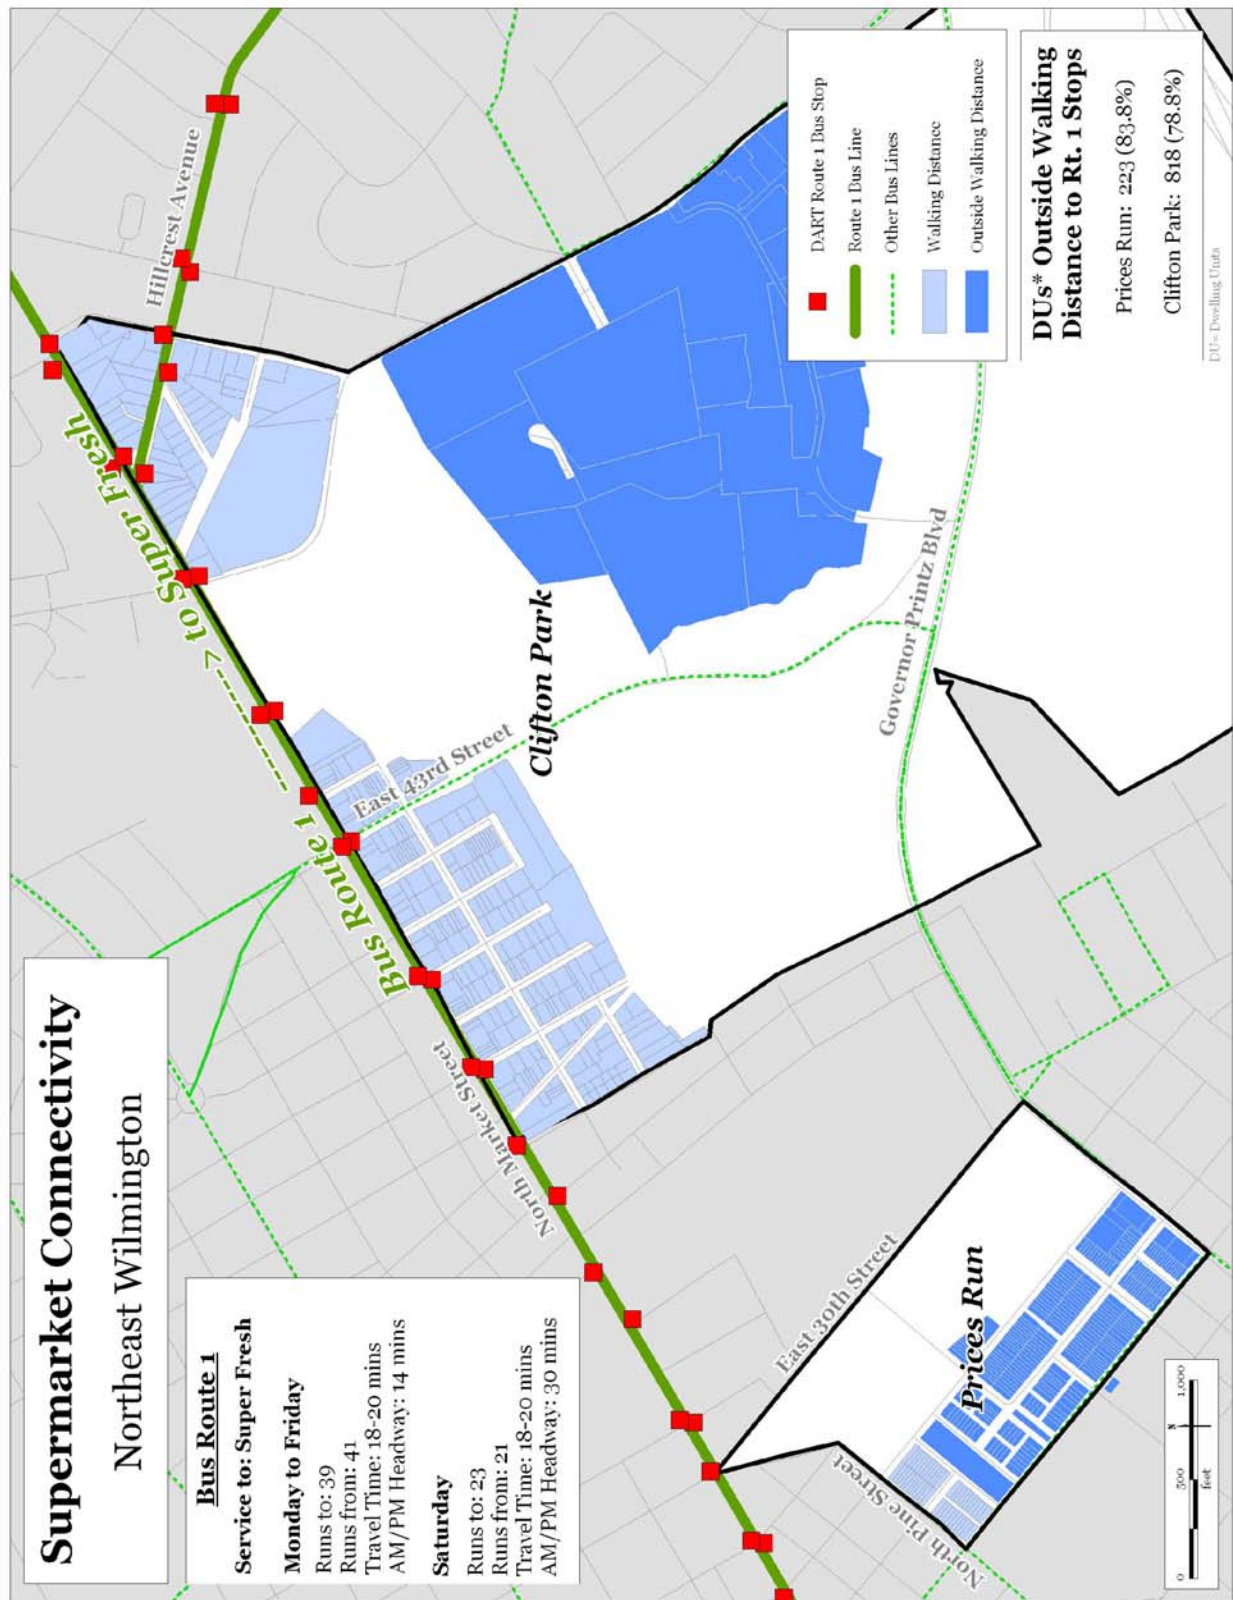 Supermarket Connectivity
Northeast Wilmington
Bus Route 1
Service to: Super Fresh
Monday to Friday
Runs to: 39
Runs from: 41
Travel Time: 18-20 mins
AM/PM Headway: 14 mins
Saturday
Runs to: 23
Runs from: 21
Travel Time: 18-20 mins
AM/PM Headway: 30 mins
Bus Route 1 ----------> to Super Fresh
Hillcrest Avenue
North Market Street
East 43rd Street
Clifton Park
Governor Printz Blvd
East 30th Street
Prices Run
North Pine Street
0 500 N 1,000
feet
DART Route 1 Bus Stop
Route 1 Bus Line
Other Bus Lines
Walking Distance
Outside Walking Distance
DUs* Outside Walking
Distance to Rt. 1 Stops
Prices Run: 223 (83.8%)
Clifton Park: 818 (78.8%)
DU= Dwelling Units